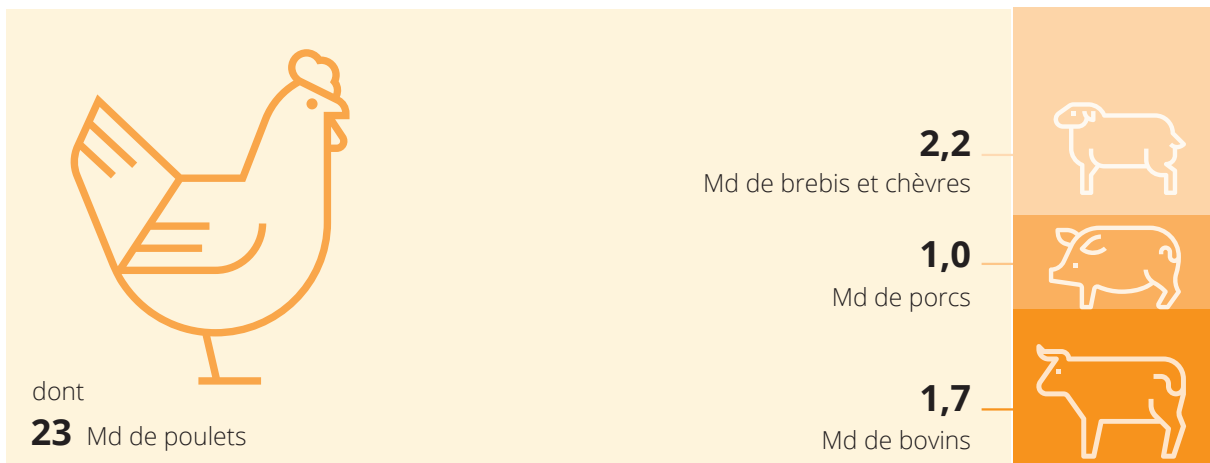 2,2
Md de brebis et chèvres
1,0
Md de porcs
1,7
Md de bovins
dont
23 Md de poulets